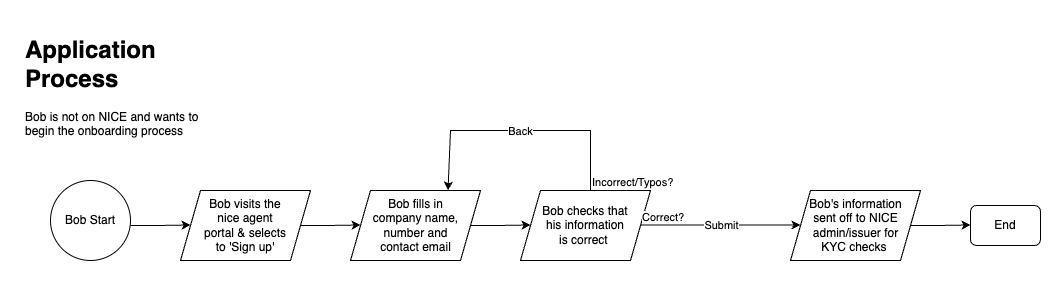 Application
Process
Bob is not on NICE and wants to
begin the onboarding process
Back
Incorrect/Typos?
Bob Start
Bob visits the
nice agent
portal & selects
to 'Sign up'
Bob fills in
company name,
number and
contact email
Bob checks that
his information
is correct
Correct?
Submit
Bob's information
sent off to NICE
admin/issuer for
KYC checks
End